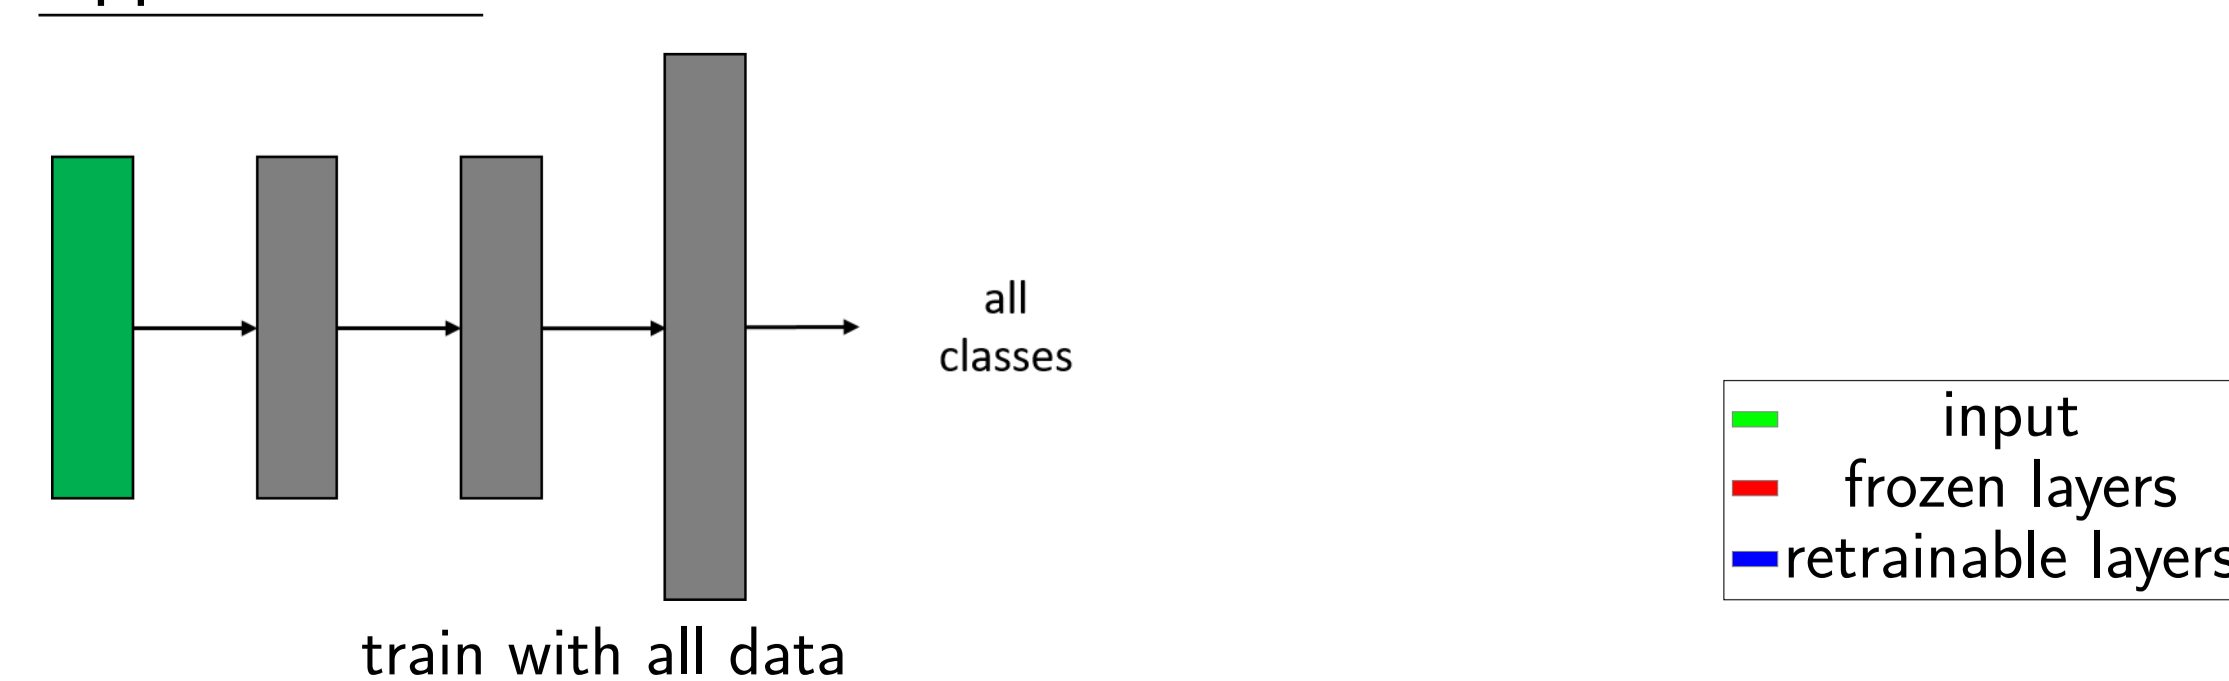 all
classes
input
frozen layers
retrainable layers
train with all data